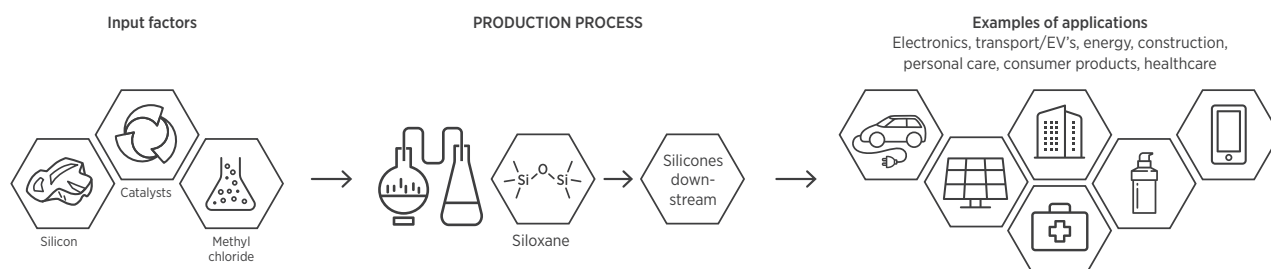 Input factors
PRODUCTION PROCESS
Examples of applications
Electronics, transport/EV's, energy, construction,
personal care, consumer products, healthcare
Silicon
Catalysts
Methyl
chloride
Si O Si
Siloxane
Silicones
down-
stream